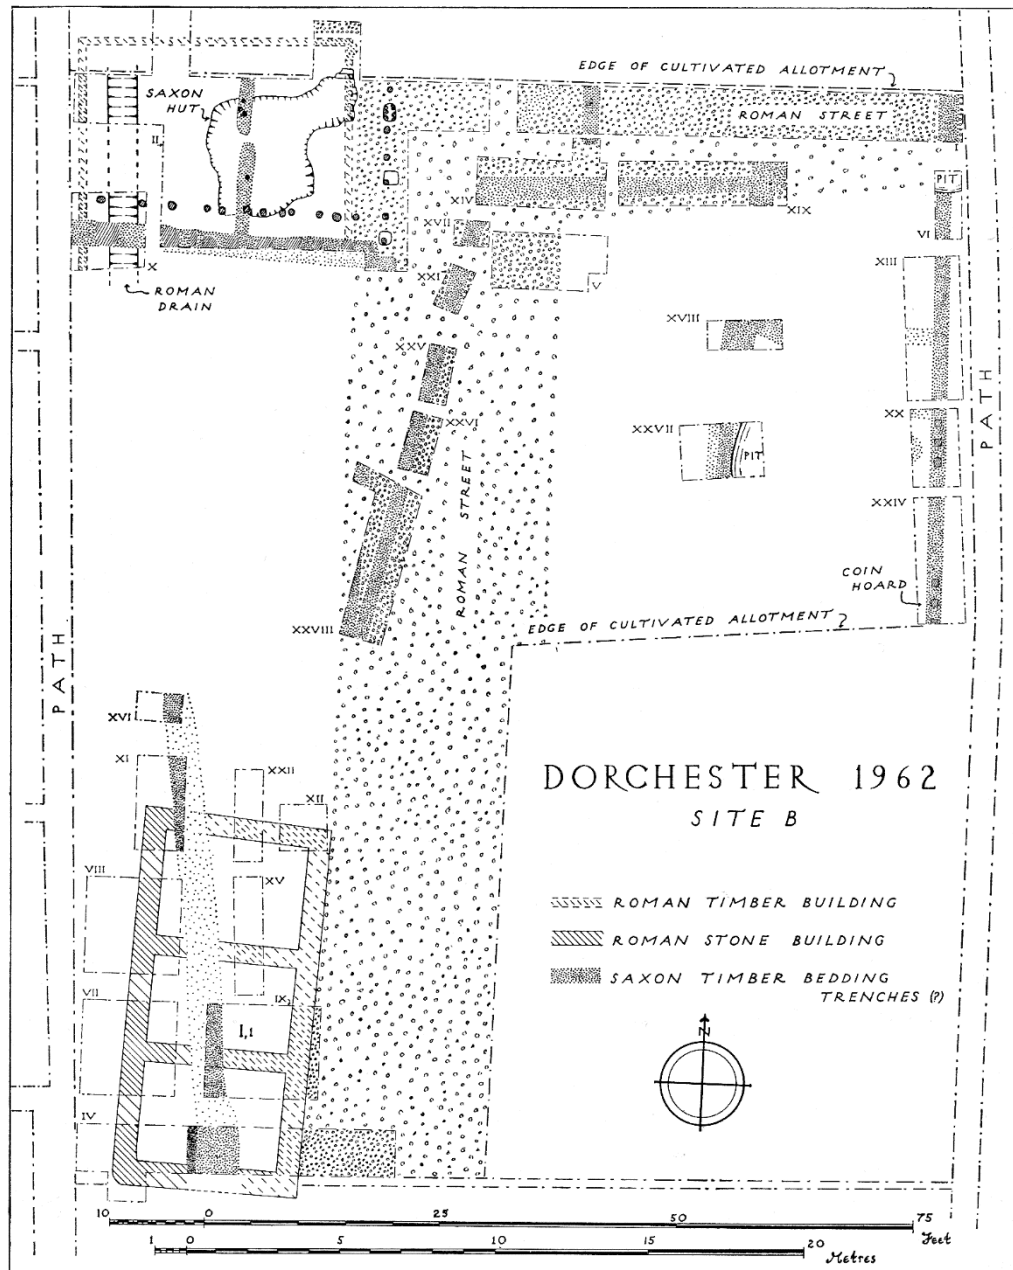 EDGE OF CULTIVATED ALLOTMENT
SAXON
HUT
ROMAN STREET
II
I
PIT
XIV
XIX
XVII
VI
X
XXI
V
XIII
ROMAN
DRAIN
XVIII
XXV
PATH
XX
XXVI
XXVII
PIT
ROMAN STREET
XXIV
COIN
HOARD
XXVIII
EDGE OF CULTIVATED ALLOTMENT
PATH
XVI
XI
XXII
XII
DORCHESTER 1962
SITE B
VIII
XV
ROMAN TIMBER BUILDING
ROMAN STONE BUILDING
SAXON TIMBER BEDDING
TRENCHES (?)
VII
IX
I,1
N
IV
10 0 25 50 75
Feet
1 0 5 10 15 20
Metres